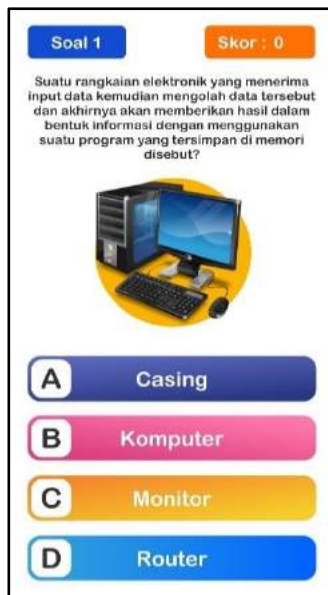 Soal 1
Skor : 0
Suatu rangkaian elektronik yang menerima
input data kemudian mengolah data tersebut
dan akhirnya akan memberikan hasil dalam
bentuk informasi dengan menggunakan
suatu program yang tersimpan di memori
disebut?
A Casing
B Komputer
C Monitor
D Router